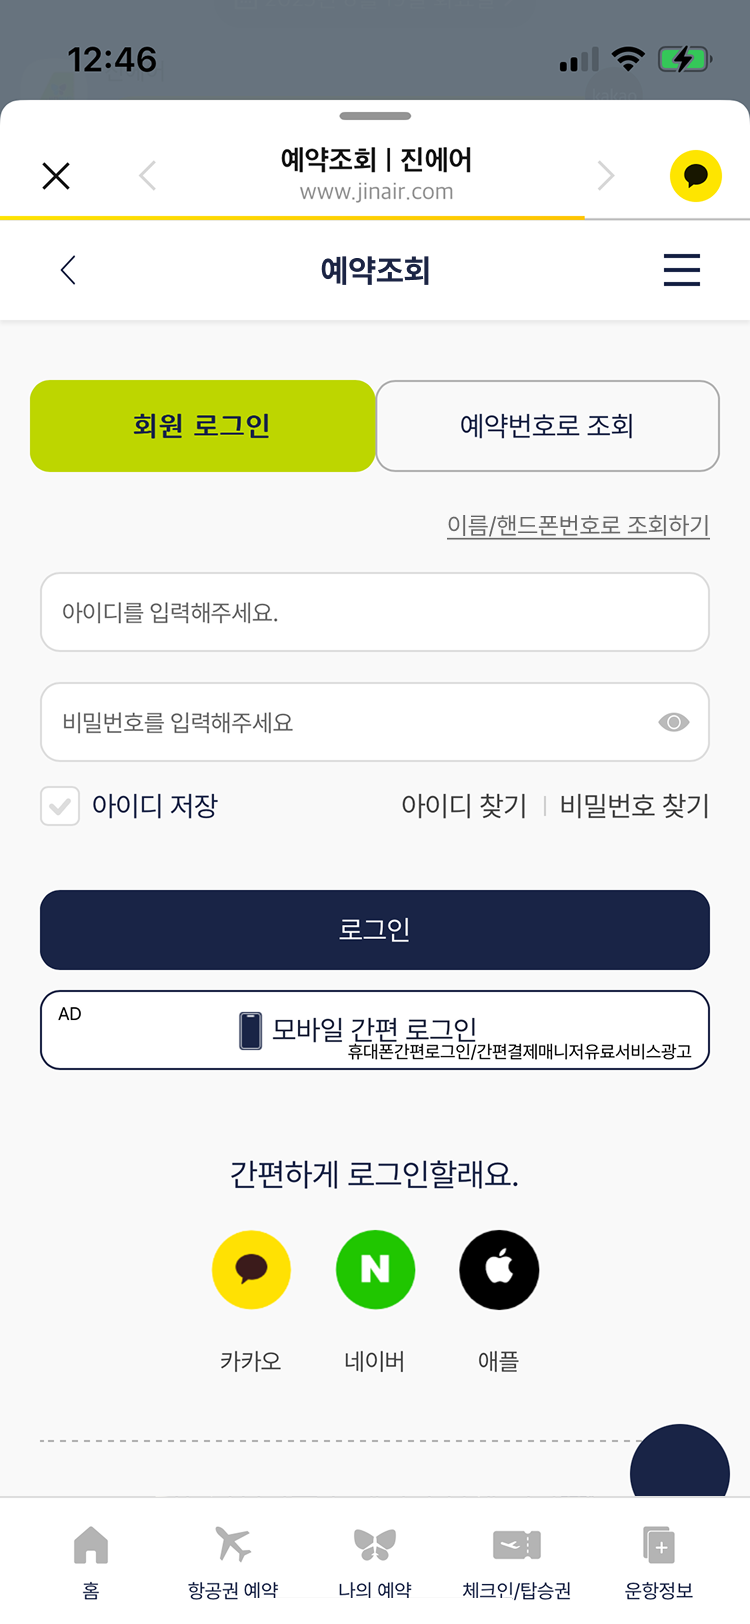 12:46
예약조회 | 진에어
www.jinair.com
예약조회
회원 로그인
예약번호로 조회
이름/핸드폰번호로 조회하기
아이디를 입력해주세요.
비밀번호를 입력해주세요
아이디 저장
아이디 찾기
비밀번호 찾기
로그인
AD
모바일 간편 로그인
휴대폰간편로그인/간편결제매니저유료서비스광고
간편하게 로그인할래요.
N
카카오
네이버
애플
홈
항공권 예약
나의 예약
체크인/탑승권
운항정보